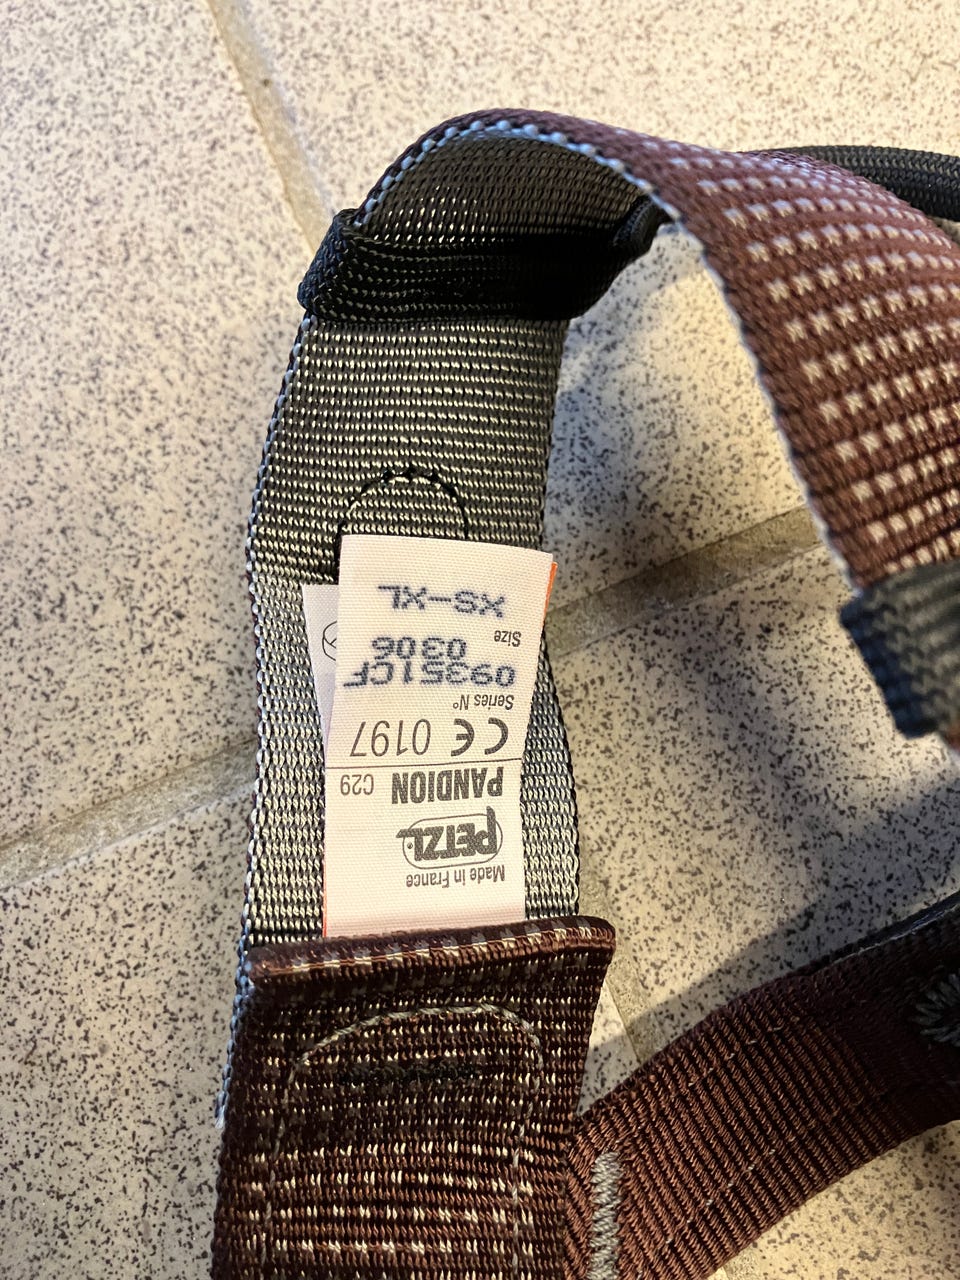 Made in France
PETZL
PANDION C29
CE 0197
Series N°
09351CF
0306
Size
XS-XL